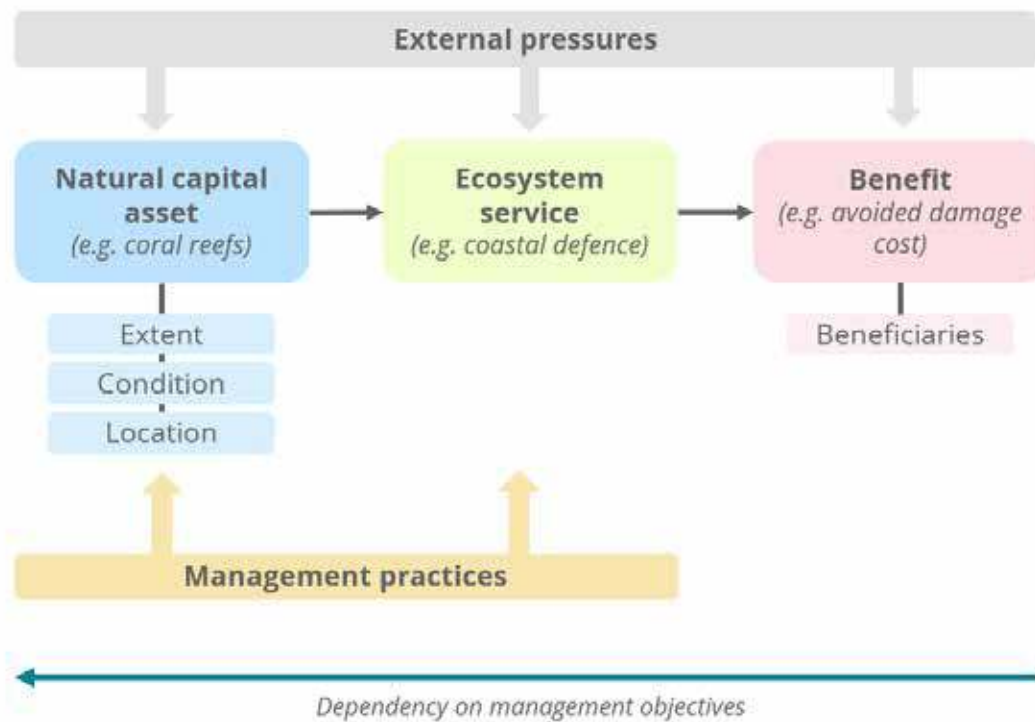 External pressures
Natural capital
asset
(e.g. coral reefs)
Ecosystem
service
(e.g. coastal defence)
Benefit
(e.g. avoided damage
cost)
Extent
Condition
Location
Beneficiaries
Management practices
Dependency on management objectives